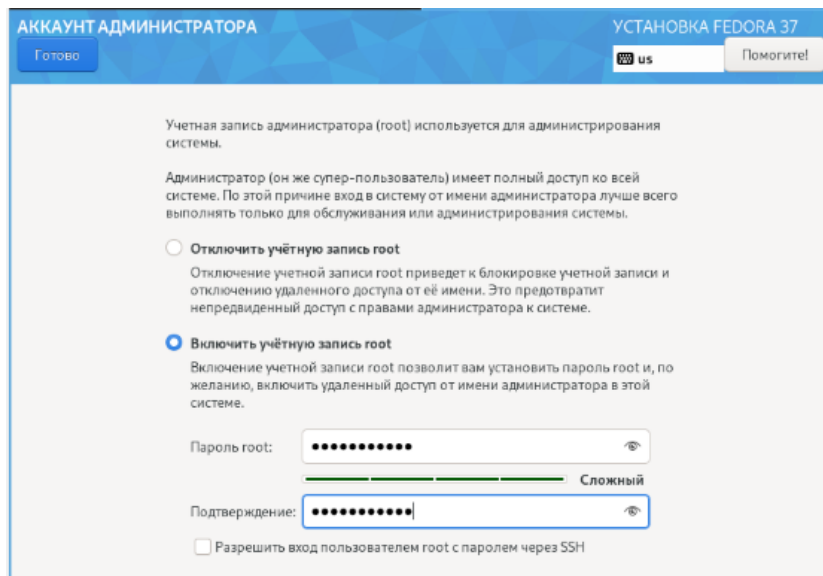 АККАУНТ АДМИНИСТРАТОРА
УСТАНОВКА FEDORA 37
Готово
us
Помогите!
Учетная запись администратора (root) используется для администрирования
системы.
Администратор (он же супер-пользователь) имеет полный доступ ко всей
системе. По этой причине вход в систему от имени администратора лучше всего
выполнять только для обслуживания или администрирования системы.
Отключить учётную запись root
Отключение учетной записи root приведет к блокировке учетной записи и
отключению удаленного доступа от её имени. Это предотвратит
непредвиденный доступ с правами администратора к системе.
Включить учётную запись root
Включение учетной записи root позволит вам установить пароль root и, по
желанию, включить удаленный доступ от имени администратора в этой
системе.
Пароль root: •••••••••••
Сложный
Подтверждение: •••••••••••
Разрешить вход пользователем root с паролем через SSH